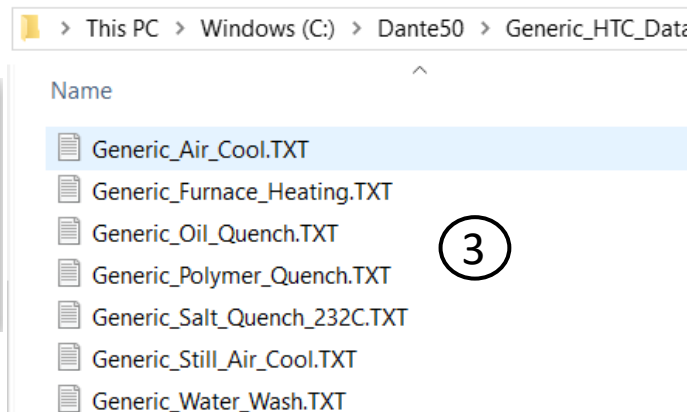 > This PC > Windows (C:) > Dante50 > Generic_HTC_Data
Name
Generic_Air_Cool.TXT
Generic_Furnace_Heating.TXT
Generic_Oil_Quench.TXT
3
Generic_Polymer_Quench.TXT
Generic_Salt_Quench_232C.TXT
Generic_Still_Air_Cool.TXT
Generic_Water_Wash.TXT